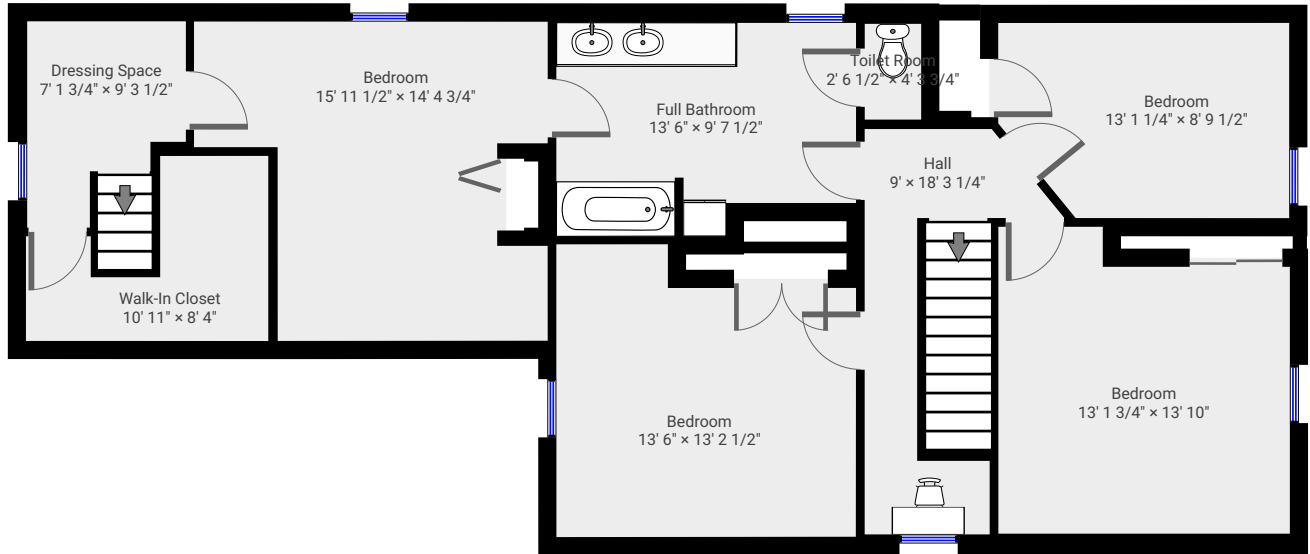 Dressing Space
7' 1 3/4" × 9' 3 1/2"
Bedroom
15' 11 1/2" × 14' 4 3/4"
Full Bathroom
13' 6" × 9' 7 1/2"
Toilet Room
2' 6 1/2" × 4' 3 3/4"
Bedroom
13' 1 1/4" × 8' 9 1/2"
Hall
9' × 18' 3 1/4"
Walk-In Closet
10' 11" × 8' 4"
Bedroom
13' 6" × 13' 2 1/2"
Bedroom
13' 1 3/4" × 13' 10"